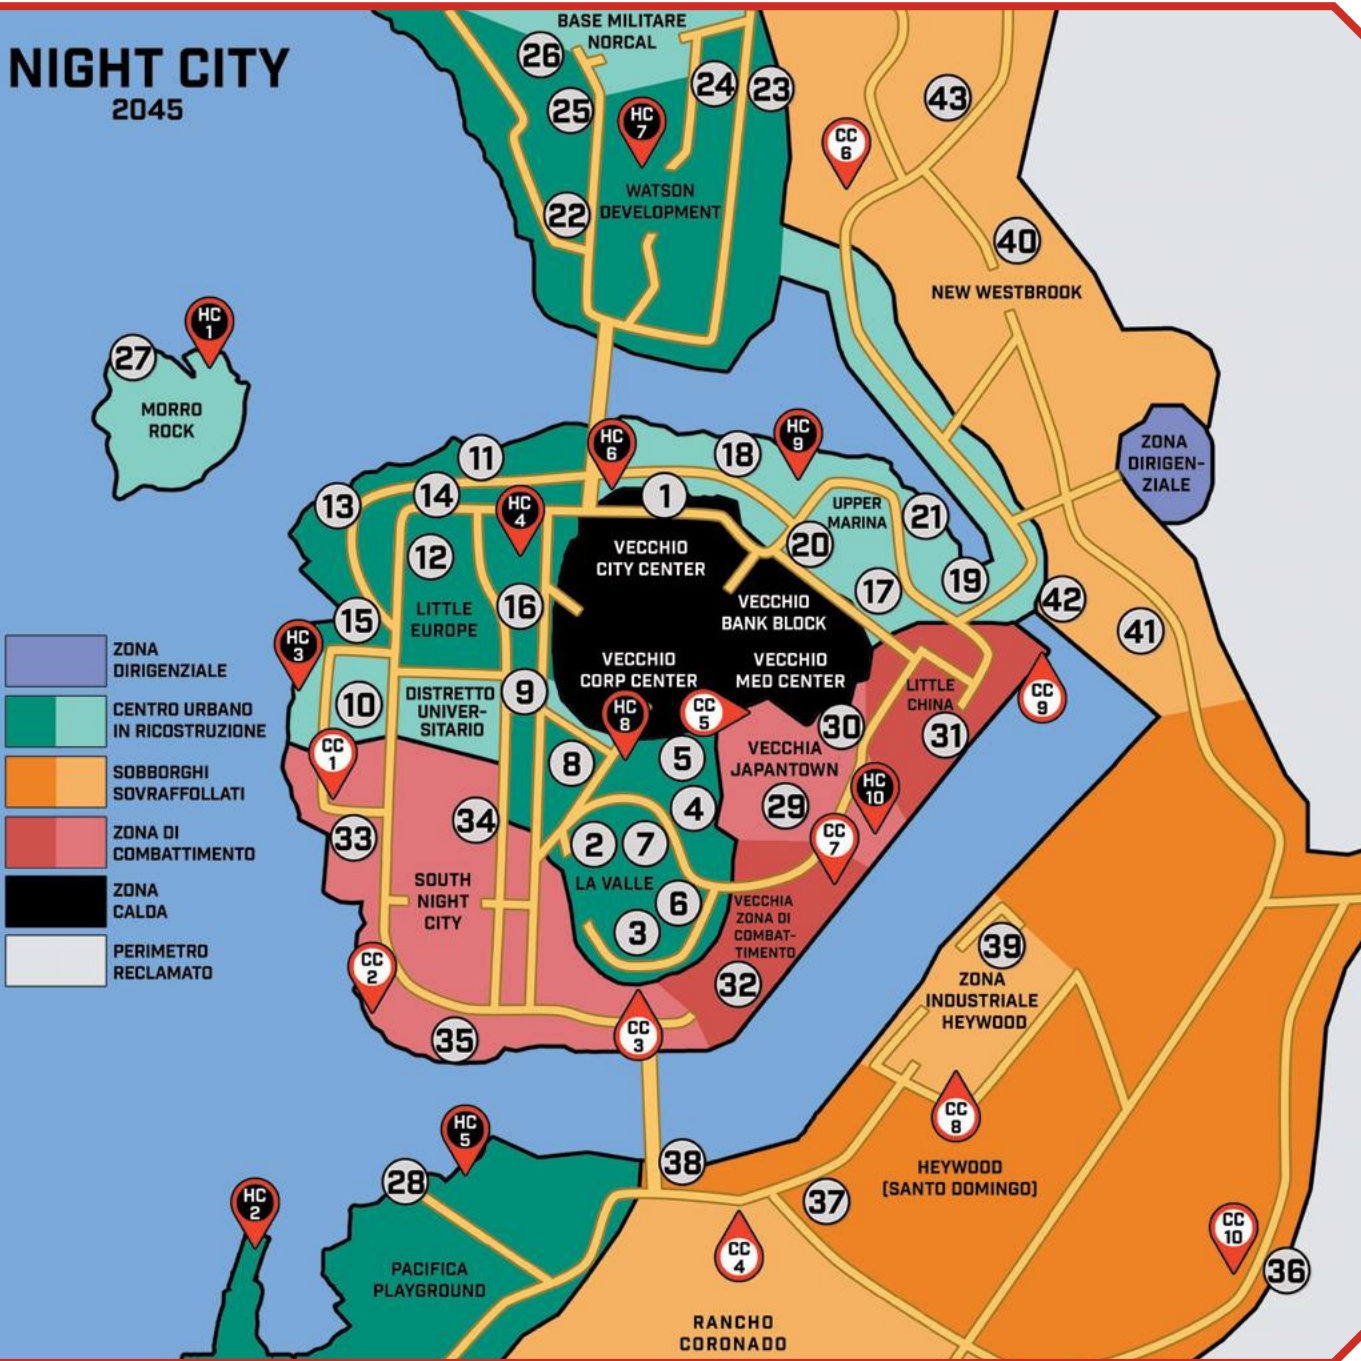 NIGHT CITY
2045
BASE MILITARE
NORCAL
26
24
23
25
HC
7
43
CC
6
WATSON
DEVELOPMENT
22
40
NEW WESTBROOK
HC
1
27
MORRO
ROCK
HC
6
HC
9
18
11
14
13
HC
4
1
UPPER
MARINA
21
20
ZONA
DIRIGEN-
ZIALE
12
VECCHIO
CITY CENTER
17
19
42
41
16
LITTLE
EUROPE
VECCHIO
BANK BLOCK
15
HC
3
VECCHIO
CORP CENTER
VECCHIO
MED CENTER
10
DISTRETTO
UNIVER-
SITARIO
9
HC
8
CC
5
LITTLE
CHINA
CC
9
30
31
CC
1
8
5
VECCHIA
JAPANTOWN
HC
10
29
4
34
33
2
7
CC
7
LA VALLE
SOUTH
NIGHT
CITY
6
3
VECCHIA
ZONA DI
COMBAT-
TIMENTO
32
CC
2
35
CC
3
39
ZONA
INDUSTRIALE
HEYWOOD
CC
8
HEYWOOD
(SANTO DOMINGO)
HC
5
28
38
37
HC
2
CC
4
CC
10
36
PACIFICA
PLAYGROUND
RANCHO
CORONADO
ZONA
DIRIGENZIALE
CENTRO URBANO
IN RICOSTRUZIONE
SOBBORGHI
SOVRAFFOLLATI
ZONA DI
COMBATTIMENTO
ZONA
CALDA
PERIMETRO
RECLAMATO